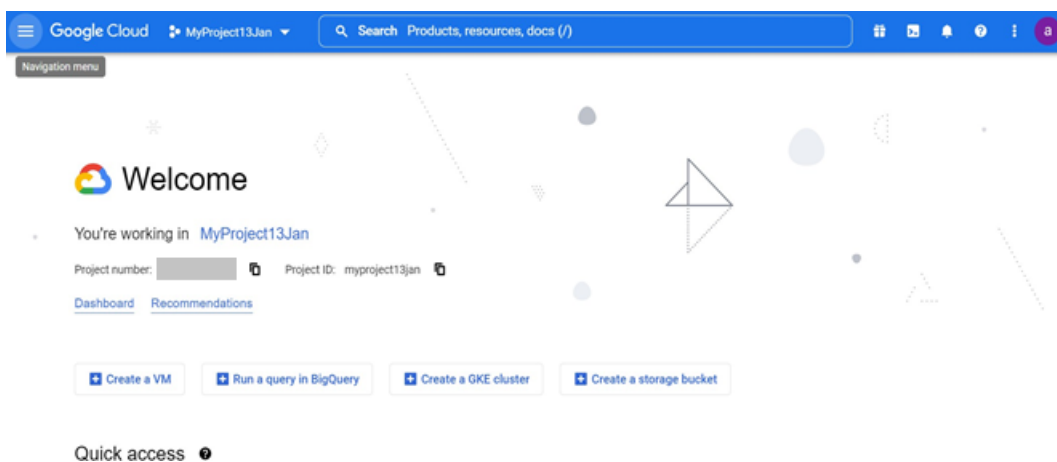 Google Cloud MyProject13Jan Search Products, resources, docs (/) a
Navigation menu
Welcome
You're working in MyProject13Jan
Project number: Project ID: myproject13jan
Dashboard Recommendations
Create a VM Run a query in BigQuery Create a GKE cluster Create a storage bucket
Quick access